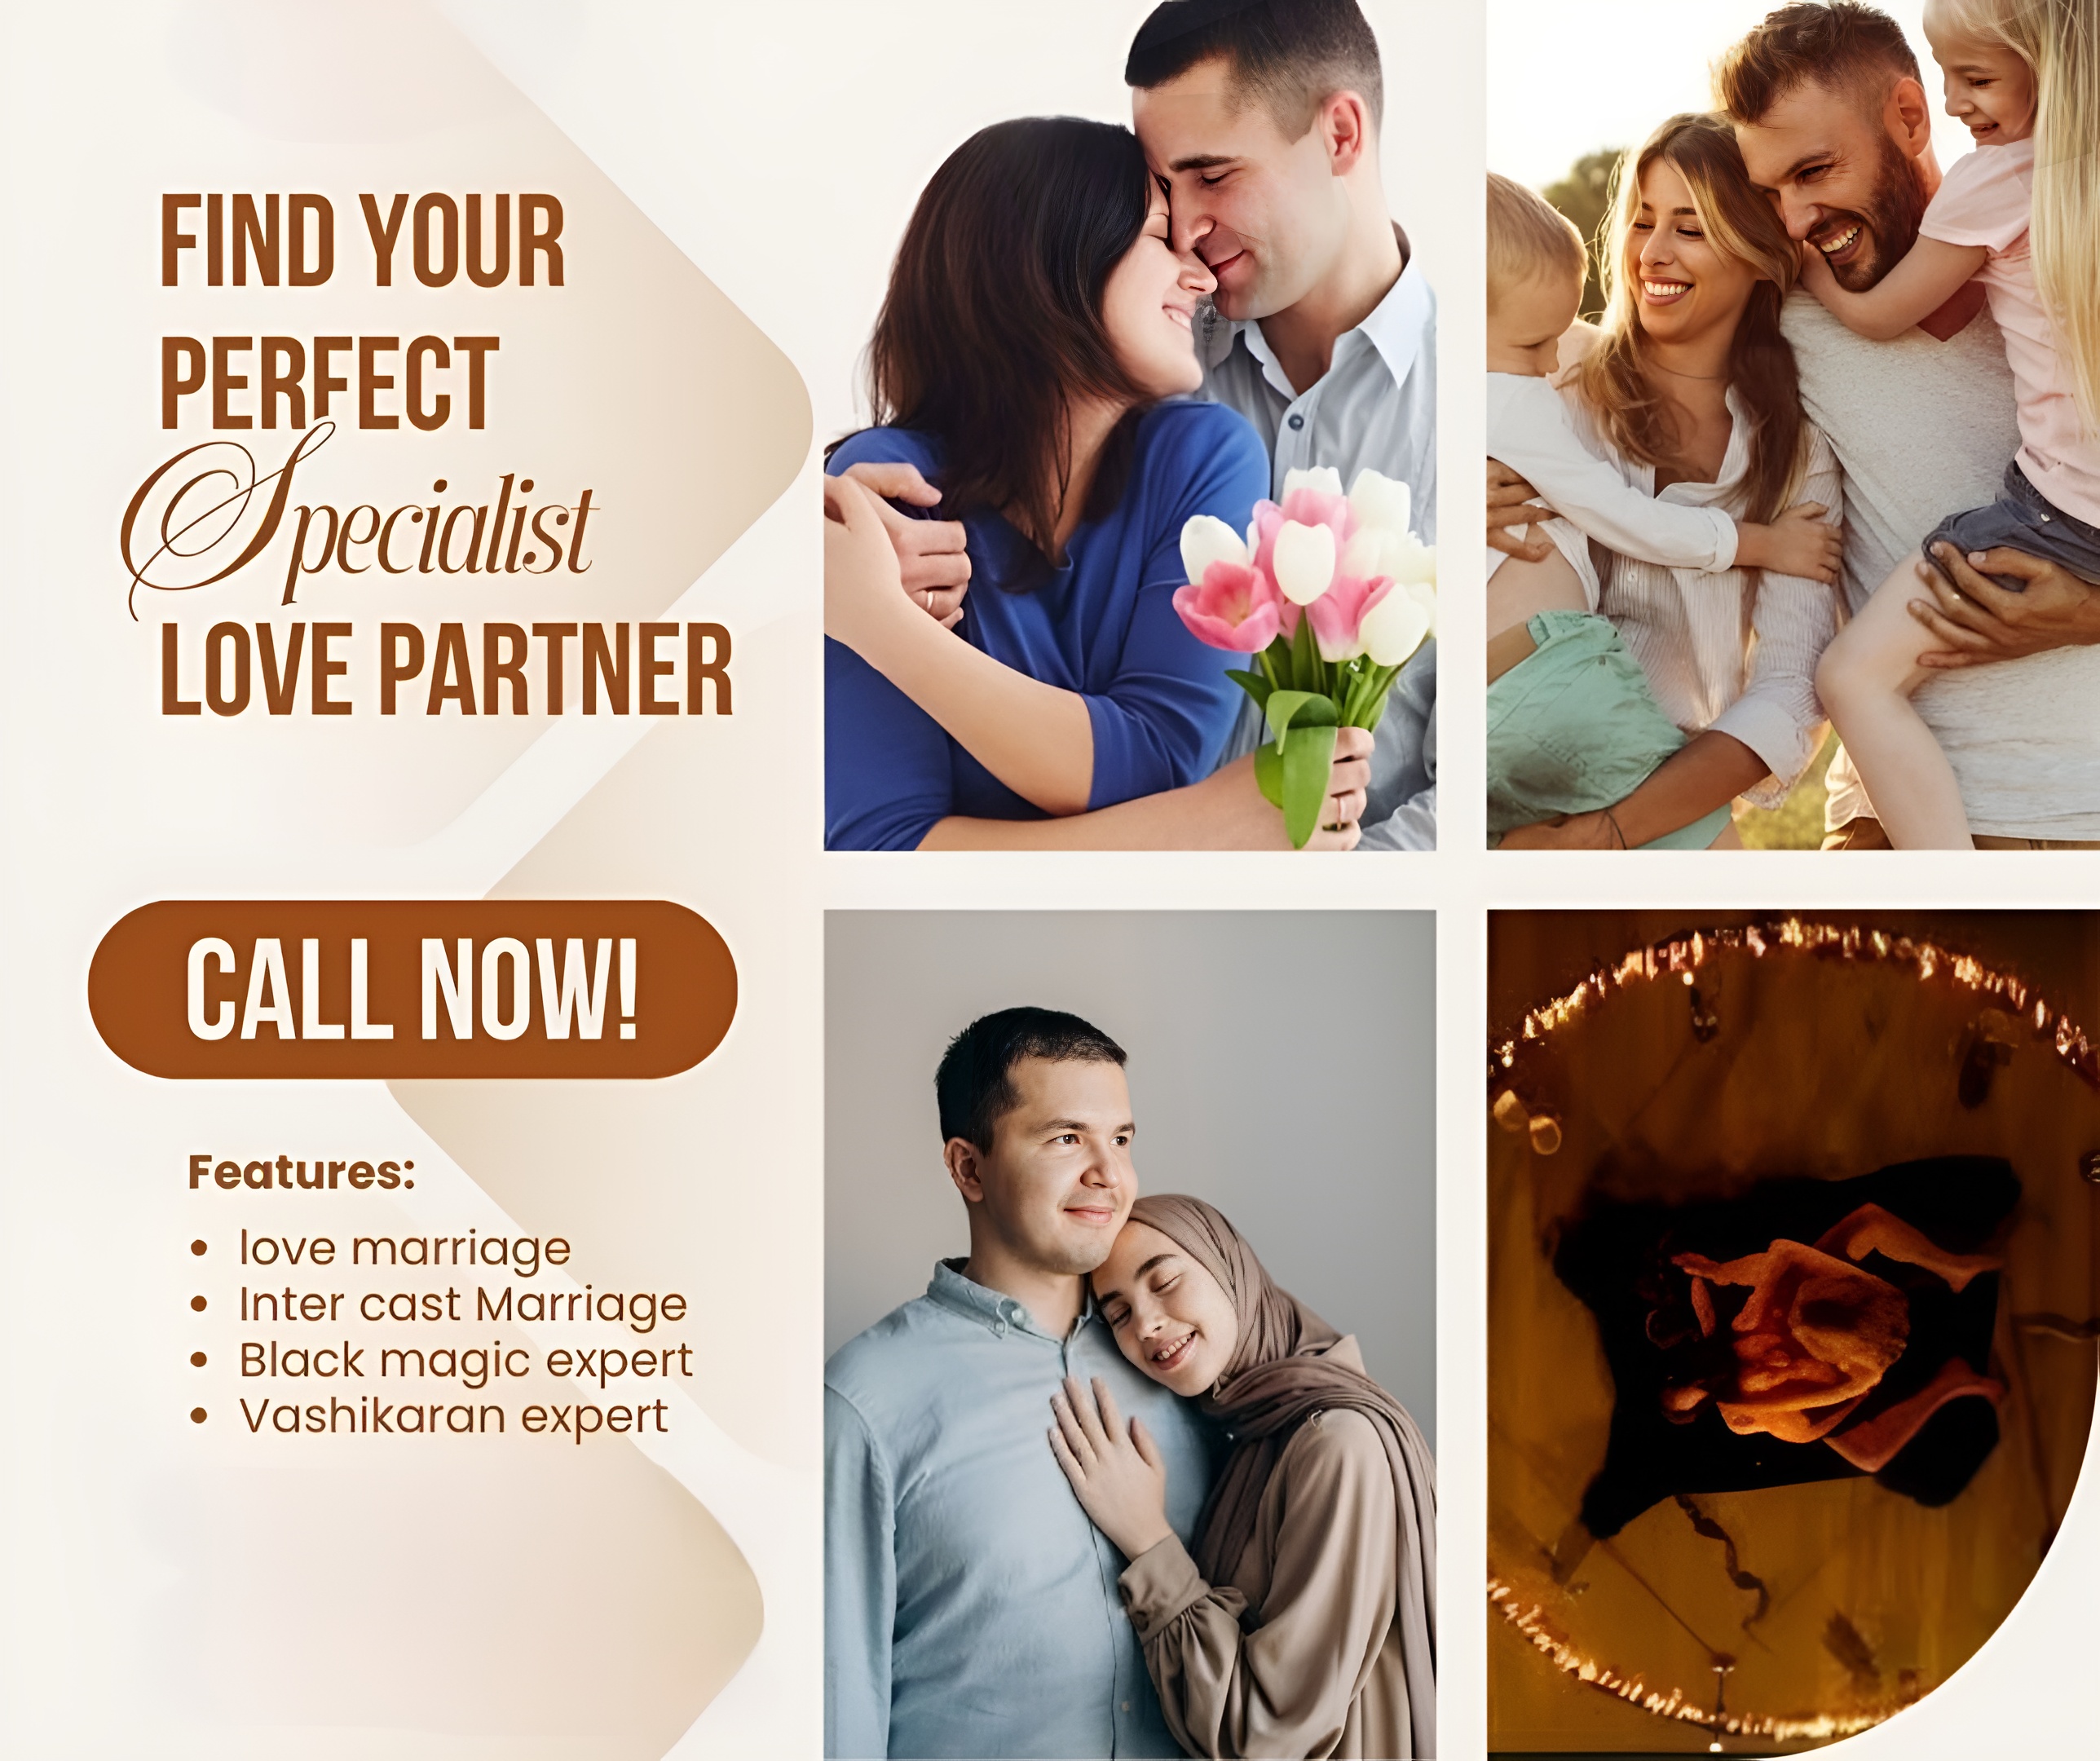 FIND YOUR
PERFECT
Specialist
LOVE PARTNER
CALL NOW!
Features:
• love marriage
• Inter cast Marriage
• Black magic expert
• Vashikaran expert